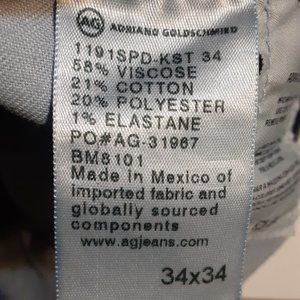 AG ADRIANO GOLDSCHMIED
1191SPD-KST 34
58% VISCOSE
21% COTTON
20% POLYESTER
1% ELASTANE
PO#AG-31967
BM8101
Made in Mexico of
imported fabric and
globally sourced
components
www.agjeans.com
34x34